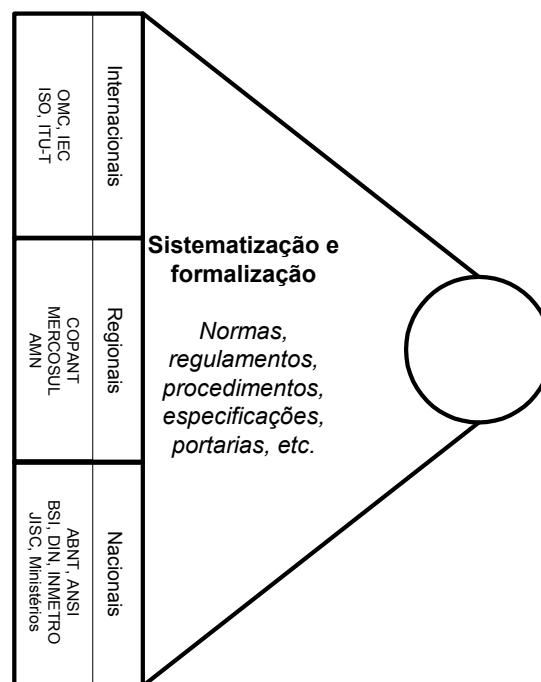 Internacionais
OMC, IEC
ISO, ITU-T
Regionais
COPANT
MERCOSUL
AMN
Nacionais
ABNT, ANSI
BSI, DIN, INMETRO
JISC, Ministérios
Sistematização e
formalização
Normas,
regulamentos,
procedimentos,
especificações,
portarias, etc.